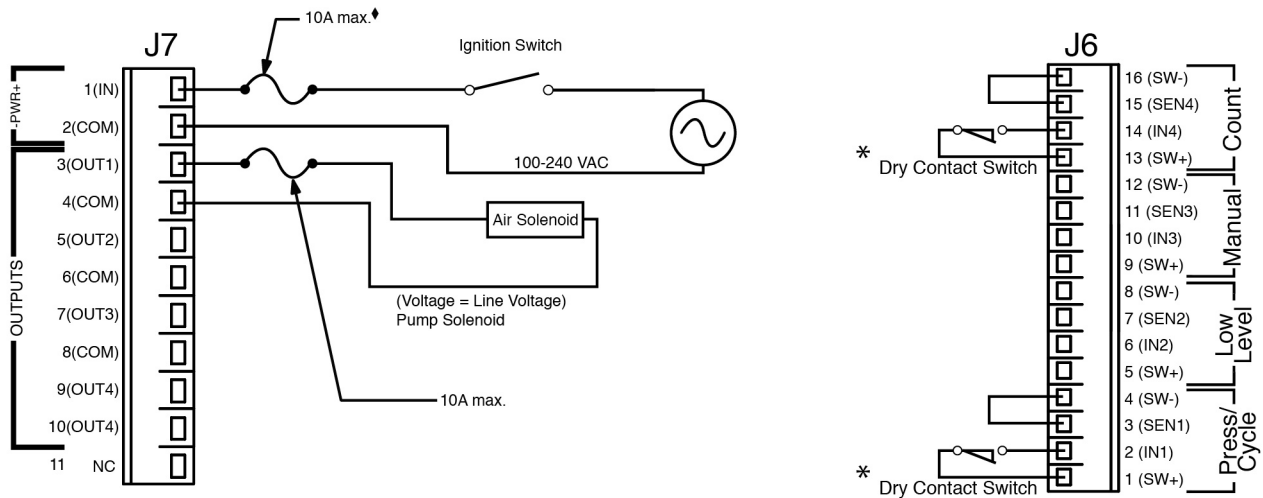 10A max.♦
J7
Ignition Switch
-PWR+
1(IN)
2(COM)
100-240 VAC
OUTPUTS
3(OUT1)
4(COM)
5(OUT2)
6(COM)
7(OUT3)
8(COM)
9(OUT4)
10(OUT4)
11 NC
Air Solenoid
(Voltage = Line Voltage)
Pump Solenoid
10A max.
J6
16 (SW-)
15 (SEN4)
14 (IN4)
13 (SW+)
Count
* Dry Contact Switch
12 (SW-)
11 (SEN3)
10 (IN3)
9 (SW+)
Manual
8 (SW-)
7 (SEN2)
6 (IN2)
5 (SW+)
Low
Level
4 (SW-)
3 (SEN1)
2 (IN1)
1 (SW+)
Press/
Cycle
* Dry Contact Switch